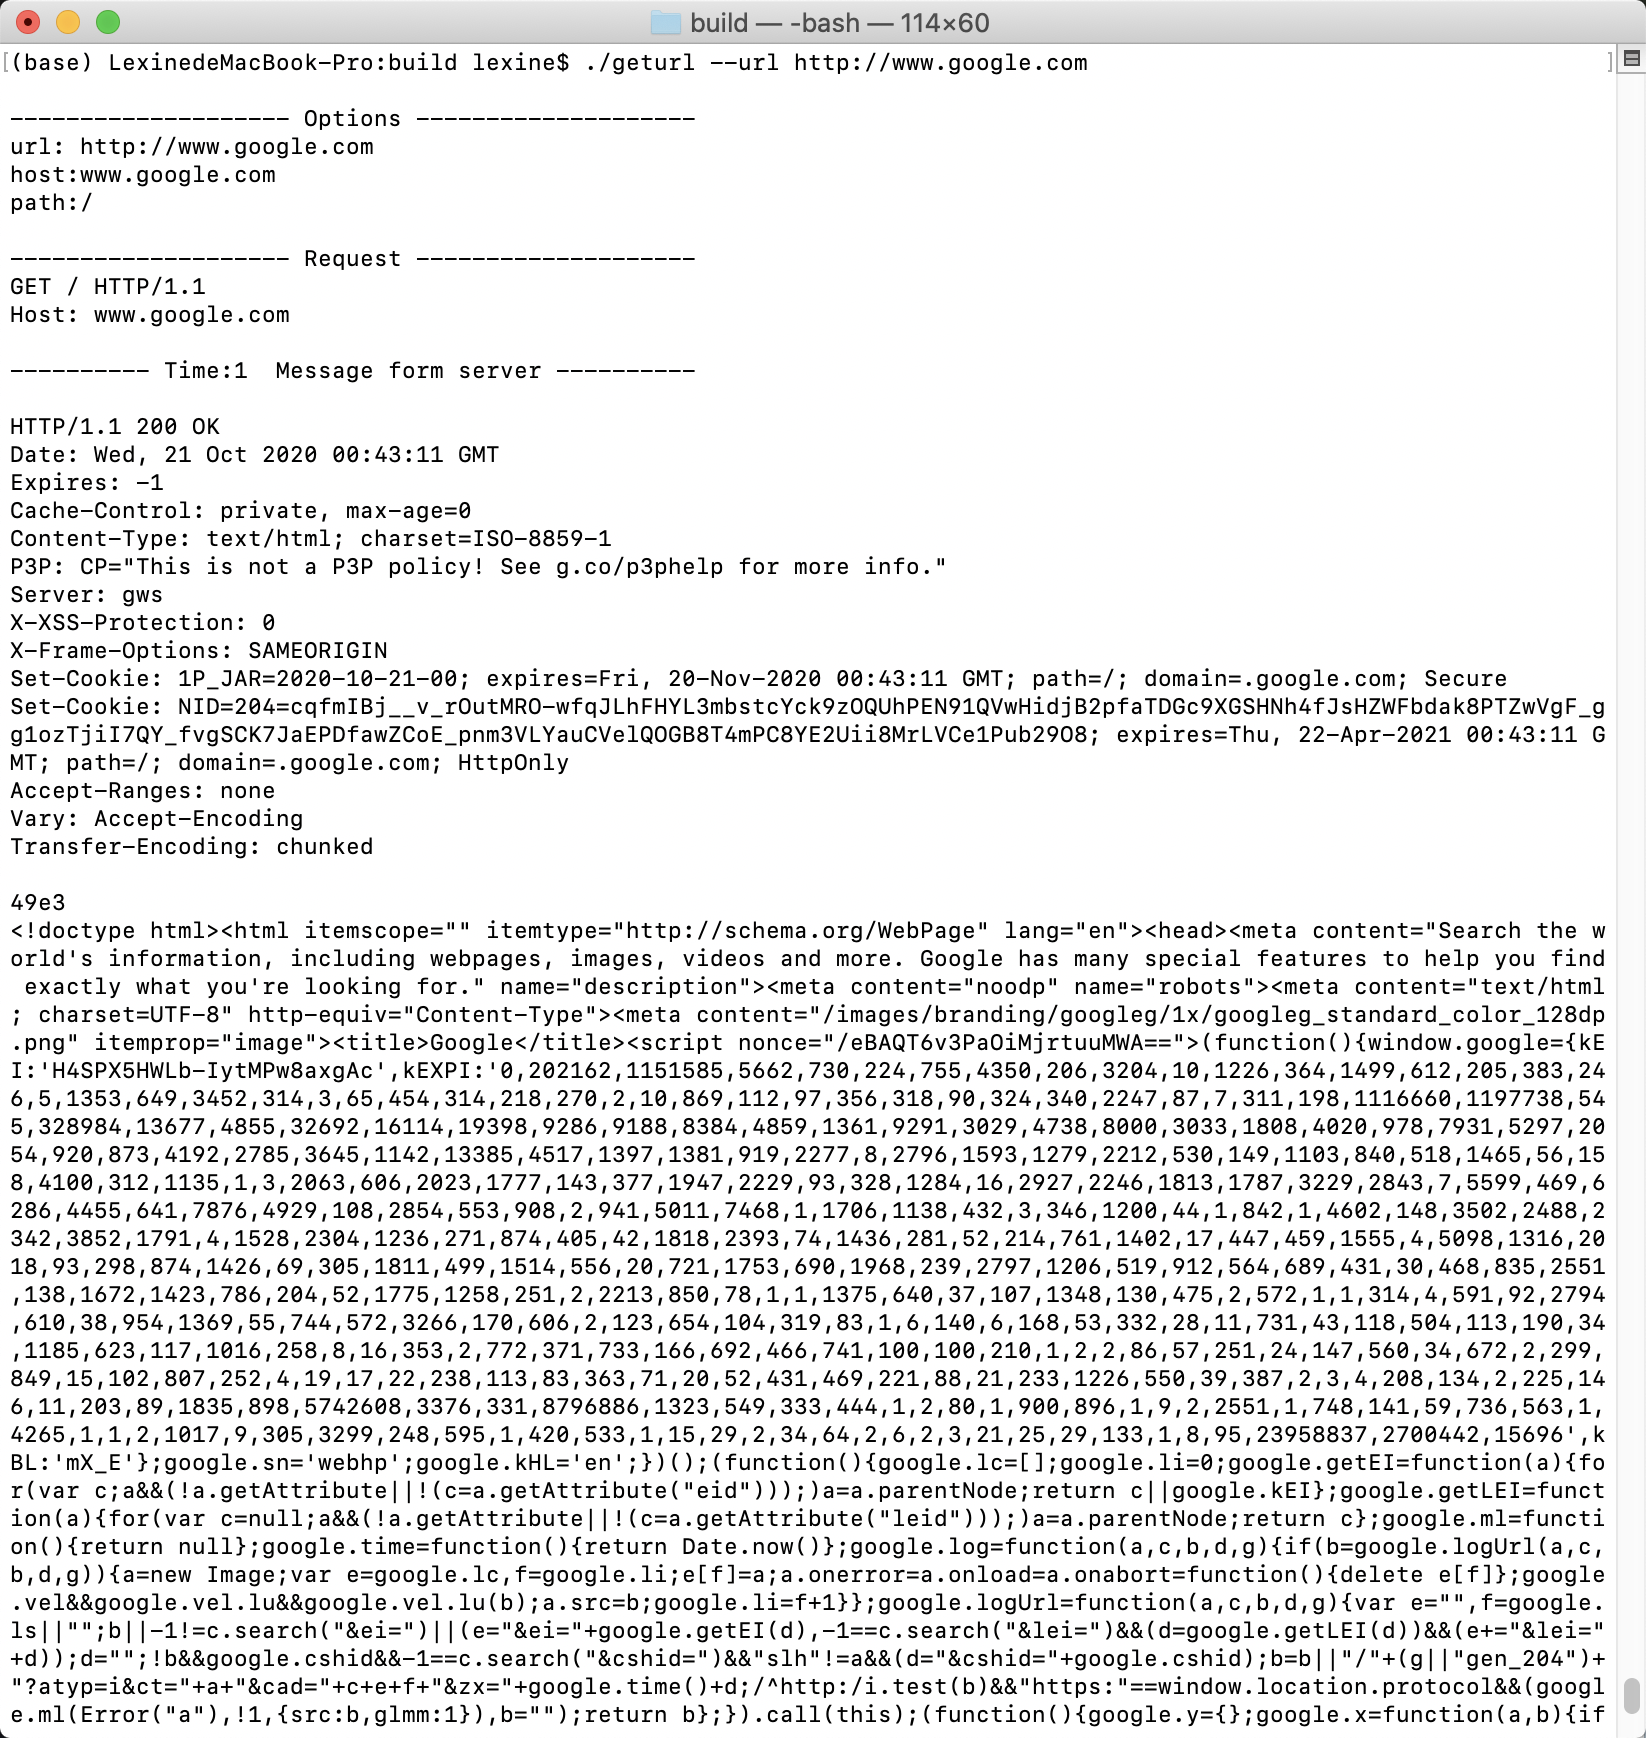 build — -bash — 114×60
(base) LexinedeMacBook-Pro:build lexine$ ./geturl --url http://www.google.com
-------------------- Options --------------------
url: http://www.google.com
host:www.google.com
path:/
-------------------- Request --------------------
GET / HTTP/1.1
Host: www.google.com
---------- Time:1  Message form server ----------
HTTP/1.1 200 OK
Date: Wed, 21 Oct 2020 00:43:11 GMT
Expires: -1
Cache-Control: private, max-age=0
Content-Type: text/html; charset=ISO-8859-1
P3P: CP="This is not a P3P policy! See g.co/p3phelp for more info."
Server: gws
X-XSS-Protection: 0
X-Frame-Options: SAMEORIGIN
Set-Cookie: 1P_JAR=2020-10-21-00; expires=Fri, 20-Nov-2020 00:43:11 GMT; path=/; domain=.google.com; Secure
Set-Cookie: NID=204=cqfmIBj__v_rOutMRO-wfqJLhFHYL3mbstcYck9zOQUhPEN91QVwHidjB2pfaTDGc9XGSHNh4fJsHZWFbdak8PTZwVgF_g
g1ozTjiI7QY_fvgSCK7JaEPDfawZCoE_pnm3VLYauCVelQOGB8T4mPC8YE2Uii8MrLVCe1Pub29O8; expires=Thu, 22-Apr-2021 00:43:11 G
MT; path=/; domain=.google.com; HttpOnly
Accept-Ranges: none
Vary: Accept-Encoding
Transfer-Encoding: chunked
49e3
<!doctype html><html itemscope="" itemtype="http://schema.org/WebPage" lang="en"><head><meta content="Search the w
orld's information, including webpages, images, videos and more. Google has many special features to help you find
 exactly what you're looking for." name="description"><meta content="noodp" name="robots"><meta content="text/html
; charset=UTF-8" http-equiv="Content-Type"><meta content="/images/branding/googleg/1x/googleg_standard_color_128dp
.png" itemprop="image"><title>Google</title><script nonce="/eBAQT6v3PaOiMjrtuuMWA==">(function(){window.google={kE
I:'H4SPX5HWLb-IytMPw8axgAc',kEXPI:'0,202162,1151585,5662,730,224,755,4350,206,3204,10,1226,364,1499,612,205,383,24
6,5,1353,649,3452,314,3,65,454,314,218,270,2,10,869,112,97,356,318,90,324,340,2247,87,7,311,198,1116660,1197738,54
5,328984,13677,4855,32692,16114,19398,9286,9188,8384,4859,1361,9291,3029,4738,8000,3033,1808,4020,978,7931,5297,20
54,920,873,4192,2785,3645,1142,13385,4517,1397,1381,919,2277,8,2796,1593,1279,2212,530,149,1103,840,518,1465,56,15
8,4100,312,1135,1,3,2063,606,2023,1777,143,377,1947,2229,93,328,1284,16,2927,2246,1813,1787,3229,2843,7,5599,469,6
286,4455,641,7876,4929,108,2854,553,908,2,941,5011,7468,1,1706,1138,432,3,346,1200,44,1,842,1,4602,148,3502,2488,2
342,3852,1791,4,1528,2304,1236,271,874,405,42,1818,2393,74,1436,281,52,214,761,1402,17,447,459,1555,4,5098,1316,20
18,93,298,874,1426,69,305,1811,499,1514,556,20,721,1753,690,1968,239,2797,1206,519,912,564,689,431,30,468,835,2551
,138,1672,1423,786,204,52,1775,1258,251,2,2213,850,78,1,1,1375,640,37,107,1348,130,475,2,572,1,1,314,4,591,92,2794
,610,38,954,1369,55,744,572,3266,170,606,2,123,654,104,319,83,1,6,140,6,168,53,332,28,11,731,43,118,504,113,190,34
,1185,623,117,1016,258,8,16,353,2,772,371,733,166,692,466,741,100,100,210,1,2,2,86,57,251,24,147,560,34,672,2,299,
849,15,102,807,252,4,19,17,22,238,113,83,363,71,20,52,431,469,221,88,21,233,1226,550,39,387,2,3,4,208,134,2,225,14
6,11,203,89,1835,898,5742608,3376,331,8796886,1323,549,333,444,1,2,80,1,900,896,1,9,2,2551,1,748,141,59,736,563,1,
4265,1,1,2,1017,9,305,3299,248,595,1,420,533,1,15,29,2,34,64,2,6,2,3,21,25,29,133,1,8,95,23958837,2700442,15696',k
BL:'mX_E'};google.sn='webhp';google.kHL='en';})();(function(){google.lc=[];google.li=0;google.getEI=function(a){fo
r(var c;a&&(!a.getAttribute||!(c=a.getAttribute("eid")));)a=a.parentNode;return c||google.kEI};google.getLEI=funct
ion(a){for(var c=null;a&&(!a.getAttribute||!(c=a.getAttribute("leid")));)a=a.parentNode;return c};google.ml=functi
on(){return null};google.time=function(){return Date.now()};google.log=function(a,c,b,d,g){if(b=google.logUrl(a,c,
b,d,g)){a=new Image;var e=google.lc,f=google.li;e[f]=a;a.onerror=a.onload=a.onabort=function(){delete e[f]};google
.vel&&google.vel.lu&&google.vel.lu(b);a.src=b;google.li=f+1}};google.logUrl=function(a,c,b,d,g){var e="",f=google.
ls||"";b||-1!=c.search("&ei=")||(e="&ei="+google.getEI(d),-1==c.search("&lei=")&&(d=google.getLEI(d))&&(e+="&lei="
+d));d="";!b&&google.cshid&&-1==c.search("&cshid=")&&"slh"!=a&&(d="&cshid="+google.cshid);b=b||"/"+(g||"gen_204")+
"?atyp=i&ct="+a+"&cad="+c+e+f+"&zx="+google.time()+d;/^http:/i.test(b)&&"https:"==window.location.protocol&&(googl
e.ml(Error("a"),!1,{src:b,glmm:1}),b="");return b};}).call(this);(function(){google.y={};google.x=function(a,b){if